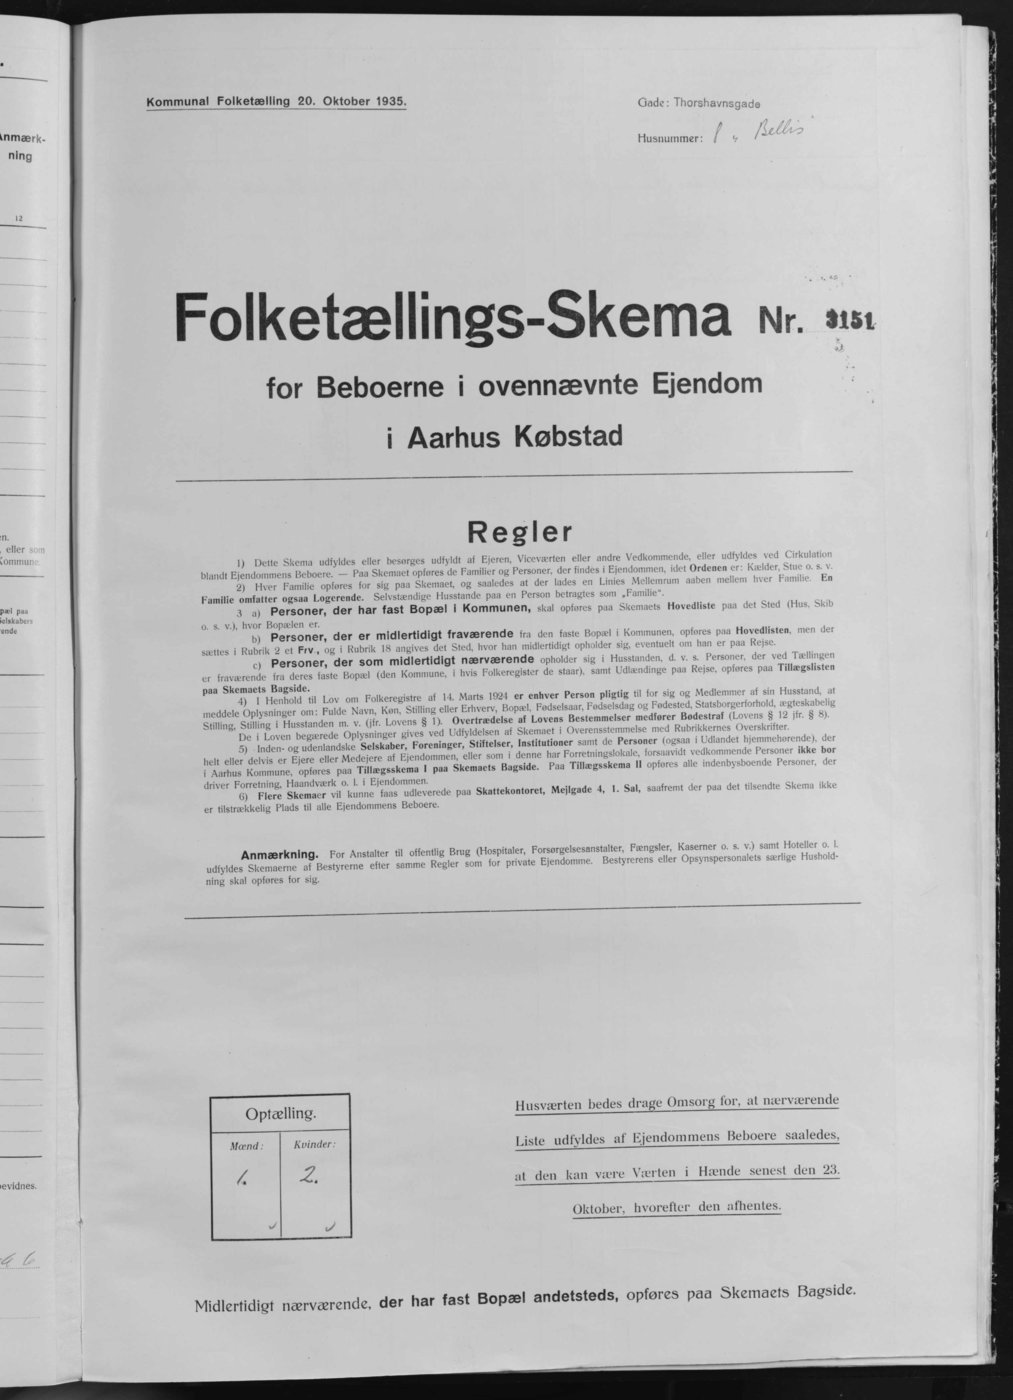 Kommunal Folketælling 20. Oktober 1935.
Gade: Thorshavnsgade
Husnummer: "Bellis"
Folketællings-Skema Nr. 3151
for Beboerne i ovennævnte Ejendom
i Aarhus Købstad
Regler
1) Dette Skema udfyldes eller besørges udfyldt af Ejeren, Viceværten eller andre Vedkommende, eller udfyldes ved Cirkulation
blandt Ejendommens Beboere. — Paa Skemaet opføres de Familier og Personer, der findes i Ejendommen, idet Ordenen er: Kælder, Stue o. s. v.
2) Hver Familie opføres for sig paa Skemaet, og saaledes at der lades en Linies Mellemrum aaben mellem hver Familie. En
Familie omfatter ogsaa Logerende. Selvstændige Husstande paa en Person betragtes som „Familie".
3 a) Personer, der har fast Bopæl i Kommunen, skal opføres paa Skemaets Hovedliste paa det Sted (Hus, Skib
o. s. v.), hvor Bopælen er.
b) Personer, der er midlertidigt fraværende fra den faste Bopæl i Kommunen, opføres paa Hovedlisten, men der
sættes i Rubrik 2 et Frv., og i Rubrik 18 angives det Sted, hvor han midlertidigt opholder sig, eventuelt om han er paa Rejse.
c) Personer, der som midlertidigt nærværende opholder sig i Husstanden, d. v. s. Personer, der ved Tællingen
er fraværende fra deres faste Bopæl (den Kommune, i hvis Folkeregister de staar), samt Udlændinge paa Rejse, opføres paa Tillægslisten
paa Skemaets Bagside.
4) I Henhold til Lov om Folkeregistre af 14. Marts 1924 er enhver Person pligtig til for sig og Medlemmer af sin Husstand, at
meddele Oplysninger om: Fulde Navn, Køn, Stilling eller Erhverv, Bopæl, Fødselsaar, Fødselsdag og Fødested, Statsborgerforhold, ægteskabelig
Stilling, Stilling i Husstanden m. v. (jfr. Lovens § 1). Overtrædelse af Lovens Bestemmelser medfører Bødestraf (Lovens § 12 jfr. § 8).
De i Loven begærede Oplysninger gives ved Udfyldelsen af Skemaet i Overensstemmelse med Rubrikkernes Overskrifter.
5) Inden- og udenlandske Selskaber, Foreninger, Stiftelser, Institutioner samt de Personer (ogsaa i Udlandet hjemmehørende), der
helt eller delvis er Ejere eller Medejere af Ejendommen, eller som i denne har Forretningslokale, forsaavidt vedkommende Personer ikke bor
i Aarhus Kommune, opføres paa Tillægsskema I paa Skemaets Bagside. Paa Tillægsskema II opføres alle indenbysboende Personer, der
driver Forretning, Haandværk o. l. i Ejendommen.
6) Flere Skemaer vil kunne faas udleverede paa Skattekontoret, Mejlgade 4, 1. Sal, saafremt der paa det tilsendte Skema ikke
er tilstrækkelig Plads til alle Ejendommens Beboere.
Anmærkning. For Anstalter til offentlig Brug (Hospitaler, Forsørgelsesanstalter, Fængsler, Kaserner o. s. v.) samt Hoteller o. l.
udfyldes Skemaerne af Bestyrerne efter samme Regler som for private Ejendomme. Bestyrerens eller Opsynspersonalets særlige Hushold-
ning skal opføres for sig.
Optælling.
Mænd: Kvinder:
1. 2.
Husværten bedes drage Omsorg for, at nærværende
Liste udfyldes af Ejendommens Beboere saaledes,
at den kan være Værten i Hænde senest den 23.
Oktober, hvorefter den afhentes.
Midlertidigt nærværende, der har fast Bopæl andetsteds, opføres paa Skemaets Bagside.